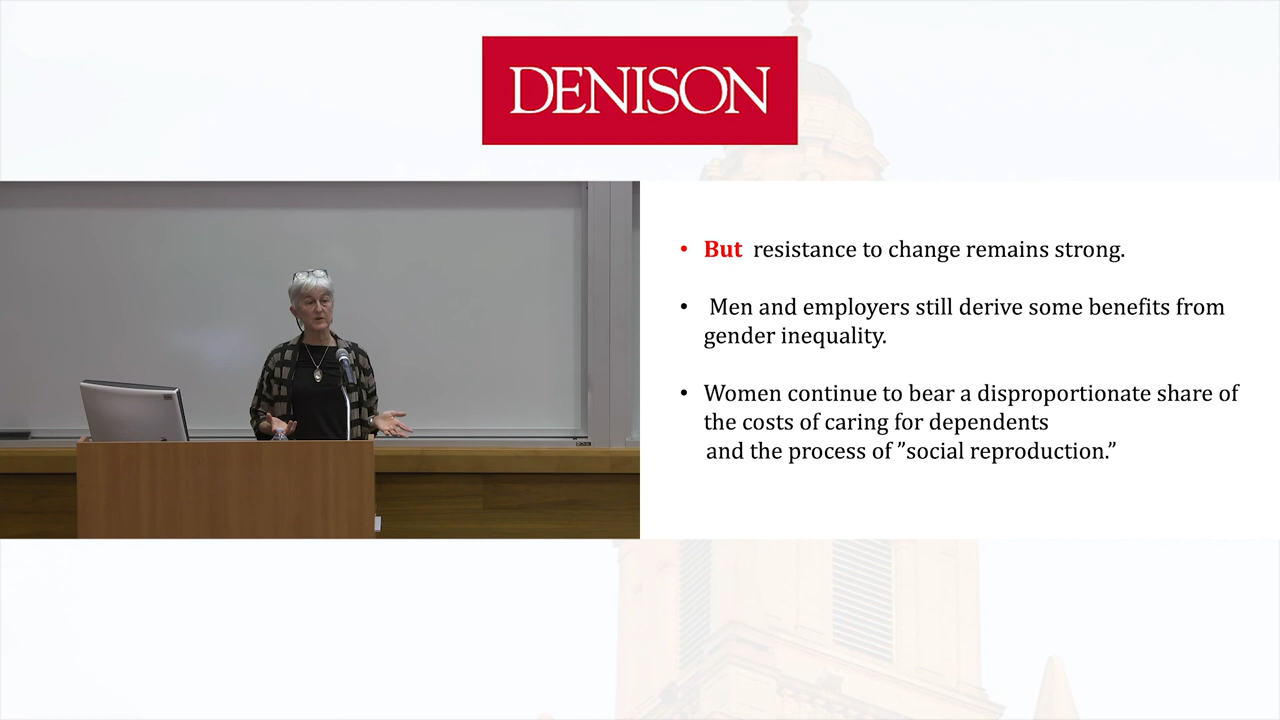 DENISON
• But resistance to change remains strong.
• Men and employers still derive some benefits from
gender inequality.
• Women continue to bear a disproportionate share of
the costs of caring for dependents
and the process of ”social reproduction.”